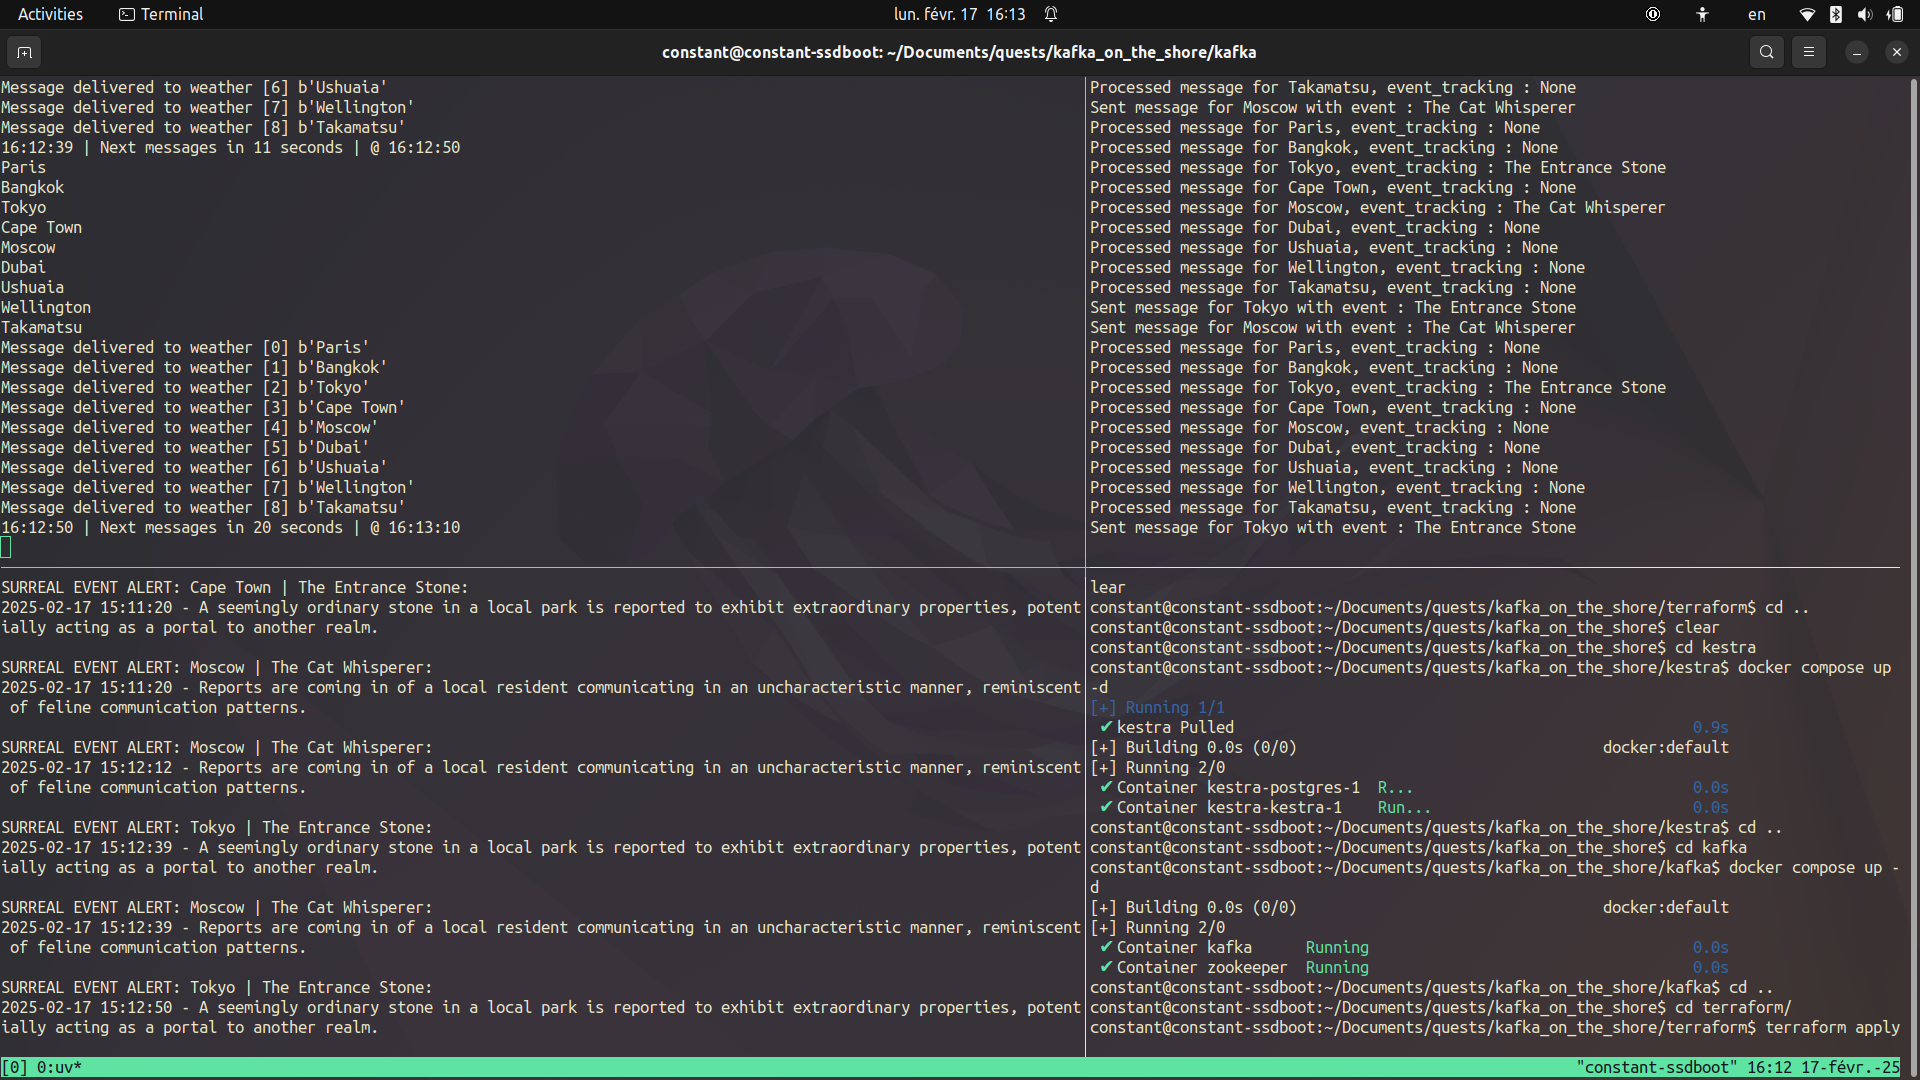 Activities
Terminal
lun. févr. 17 16:13
en
constant@constant-ssdboot: ~/Documents/quests/kafka_on_the_shore/kafka
Message delivered to weather [6] b'Ushuaia'
Message delivered to weather [7] b'Wellington'
Message delivered to weather [8] b'Takamatsu'
16:12:39 | Next messages in 11 seconds | @ 16:12:50
Paris
Bangkok
Tokyo
Cape Town
Moscow
Dubai
Ushuaia
Wellington
Takamatsu
Message delivered to weather [0] b'Paris'
Message delivered to weather [1] b'Bangkok'
Message delivered to weather [2] b'Tokyo'
Message delivered to weather [3] b'Cape Town'
Message delivered to weather [4] b'Moscow'
Message delivered to weather [5] b'Dubai'
Message delivered to weather [6] b'Ushuaia'
Message delivered to weather [7] b'Wellington'
Message delivered to weather [8] b'Takamatsu'
16:12:50 | Next messages in 20 seconds | @ 16:13:10
Processed message for Takamatsu, event_tracking : None
Sent message for Moscow with event : The Cat Whisperer
Processed message for Paris, event_tracking : None
Processed message for Bangkok, event_tracking : None
Processed message for Tokyo, event_tracking : The Entrance Stone
Processed message for Cape Town, event_tracking : None
Processed message for Moscow, event_tracking : The Cat Whisperer
Processed message for Dubai, event_tracking : None
Processed message for Ushuaia, event_tracking : None
Processed message for Wellington, event_tracking : None
Processed message for Takamatsu, event_tracking : None
Sent message for Tokyo with event : The Entrance Stone
Sent message for Moscow with event : The Cat Whisperer
Processed message for Paris, event_tracking : None
Processed message for Bangkok, event_tracking : None
Processed message for Tokyo, event_tracking : The Entrance Stone
Processed message for Cape Town, event_tracking : None
Processed message for Moscow, event_tracking : None
Processed message for Dubai, event_tracking : None
Processed message for Ushuaia, event_tracking : None
Processed message for Wellington, event_tracking : None
Processed message for Takamatsu, event_tracking : None
Sent message for Tokyo with event : The Entrance Stone
SURREAL EVENT ALERT: Cape Town | The Entrance Stone:
2025-02-17 15:11:20 - A seemingly ordinary stone in a local park is reported to exhibit extraordinary properties, potent
ially acting as a portal to another realm.
SURREAL EVENT ALERT: Moscow | The Cat Whisperer:
2025-02-17 15:11:20 - Reports are coming in of a local resident communicating in an uncharacteristic manner, reminiscent
of feline communication patterns.
SURREAL EVENT ALERT: Moscow | The Cat Whisperer:
2025-02-17 15:12:12 - Reports are coming in of a local resident communicating in an uncharacteristic manner, reminiscent
of feline communication patterns.
SURREAL EVENT ALERT: Tokyo | The Entrance Stone:
2025-02-17 15:12:39 - A seemingly ordinary stone in a local park is reported to exhibit extraordinary properties, potent
ially acting as a portal to another realm.
SURREAL EVENT ALERT: Moscow | The Cat Whisperer:
2025-02-17 15:12:39 - Reports are coming in of a local resident communicating in an uncharacteristic manner, reminiscent
of feline communication patterns.
SURREAL EVENT ALERT: Tokyo | The Entrance Stone:
2025-02-17 15:12:50 - A seemingly ordinary stone in a local park is reported to exhibit extraordinary properties, potent
ially acting as a portal to another realm.
lear
constant@constant-ssdboot:~/Documents/quests/kafka_on_the_shore/terraform$ cd ..
constant@constant-ssdboot:~/Documents/quests/kafka_on_the_shore$ clear
constant@constant-ssdboot:~/Documents/quests/kafka_on_the_shore$ cd kestra
constant@constant-ssdboot:~/Documents/quests/kafka_on_the_shore/kestra$ docker compose up
-d
[+] Running 1/1
✔ kestra Pulled 0.9s
[+] Building 0.0s (0/0) docker:default
[+] Running 2/0
✔ Container kestra-postgres-1 R... 0.0s
✔ Container kestra-kestra-1 Run... 0.0s
constant@constant-ssdboot:~/Documents/quests/kafka_on_the_shore/kestra$ cd ..
constant@constant-ssdboot:~/Documents/quests/kafka_on_the_shore$ cd kafka
constant@constant-ssdboot:~/Documents/quests/kafka_on_the_shore/kafka$ docker compose up -
d
[+] Building 0.0s (0/0) docker:default
[+] Running 2/0
✔ Container kafka Running 0.0s
✔ Container zookeeper Running 0.0s
constant@constant-ssdboot:~/Documents/quests/kafka_on_the_shore/kafka$ cd ..
constant@constant-ssdboot:~/Documents/quests/kafka_on_the_shore$ cd terraform/
constant@constant-ssdboot:~/Documents/quests/kafka_on_the_shore/terraform$ terraform apply
[0] 0:uv*
"constant-ssdboot" 16:12 17-févr.-25